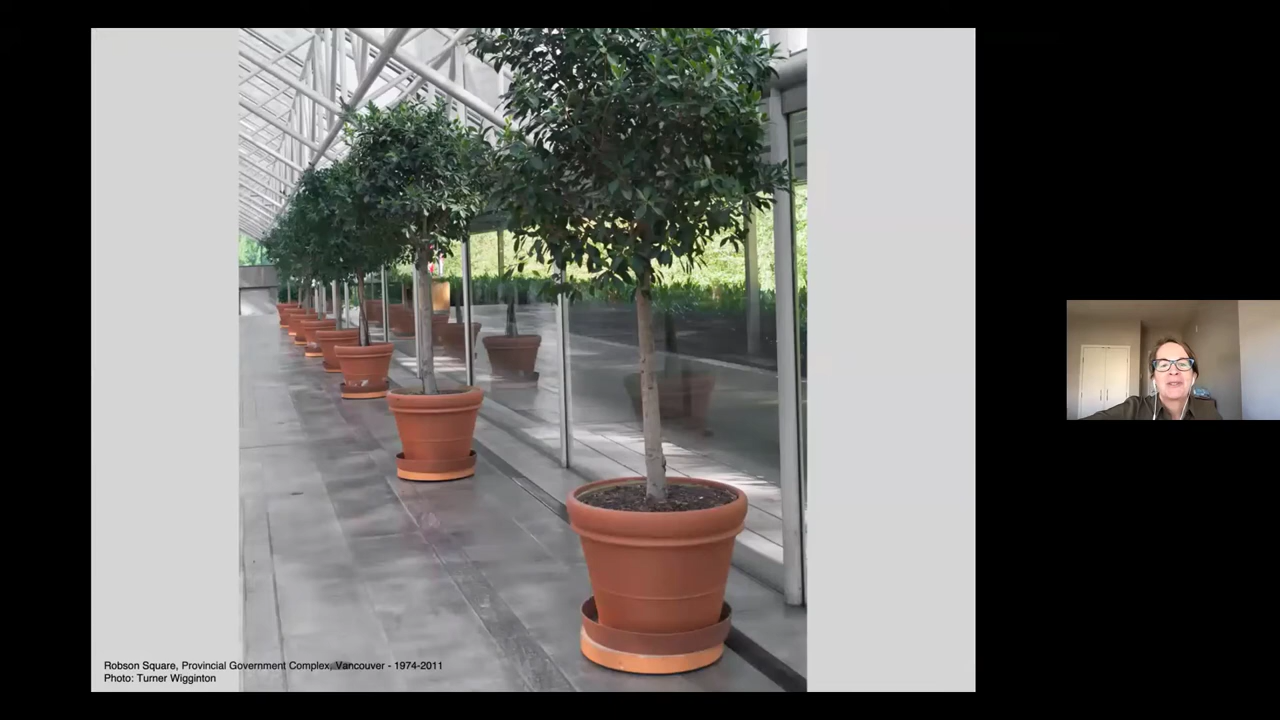 Robson Square, Provincial Government Complex, Vancouver - 1974-2011
Photo: Turner Wigginton